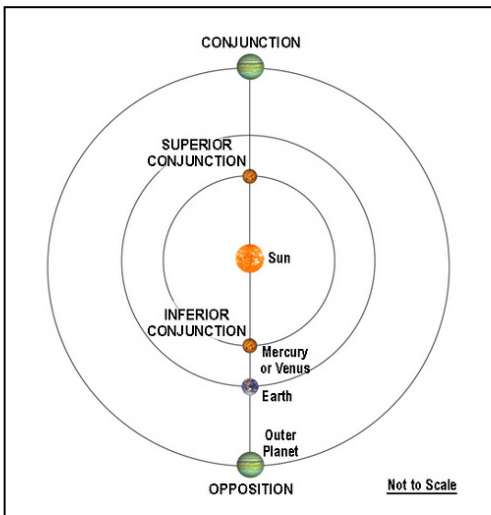 CONJUNCTION
SUPERIOR
CONJUNCTION
Sun
INFERIOR
CONJUNCTION
Mercury
or Venus
Earth
Outer
Planet
OPPOSITION
Not to Scale